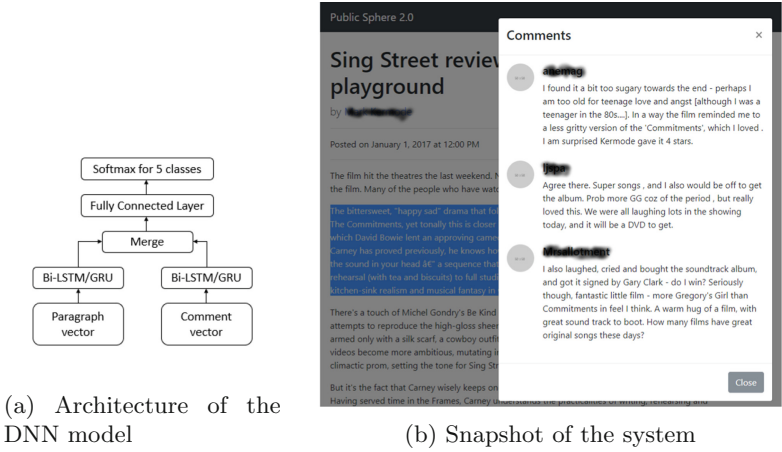 Softmax for 5 classes
Fully Connected Layer
Merge
Bi-LSTM/GRU
Bi-LSTM/GRU
Paragraph
vector
Comment
vector
(a) Architecture of the
DNN model
Public Sphere 2.0
Sing Street review
playground
by
Posted on January 1, 2017 at 12:00 PM
The film hit the theatres the last weekend.
the film. Many of the people who have
The bittersweet, "happy sad" drama that
The Commitments, yet tonally this is closer
which David Bowie lent an approving
Carney has proved previously, he knows
the sound in your head â€" a sequence that
rehearsal (with tea and biscuits) to full
kitchen-sink realism and musical fantasy in
There's a touch of Michel Gondry's Be Kind
attempts to reproduce the high-gloss
armed only with a silk scarf, a cowboy
videos become more ambitious, mutating
climactic prom, setting the tone for Sing
But it's the fact that Carney wisely keeps on
Having served time in the Frames, Carney understands the practicalities of writing, rehearsing and
Comments
×
I found it a bit too sugary towards the end - perhaps I
am too old for teenage love and angst [although I was a
teenager in the 80s....]. In a way the film reminded me to
a less gritty version of the 'Commitments', which I loved .
I am surprised Kermode gave it 4 stars.
Agree there. Super songs , and I also would be off to get
the album. Prob more GG coz of the period , but really
loved this. We were all laughing lots in the showing
today, and it will be a DVD to get.
Misallotment
I also laughed, cried and bought the soundtrack album,
and got it signed by Gary Clark - do I win? Seriously
though, fantastic little film - more Gregory's Girl than
Commitments in feel I think. A warm hug of a film, with
great sound track to boot. How many films have great
original songs these days?
Close
(b) Snapshot of the system